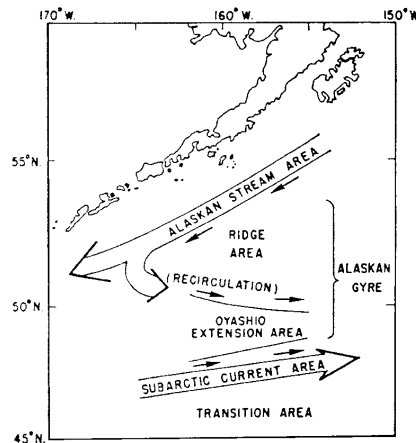 170°W.
160°W.
150°W.
55°N.
50°N.
45°N.
ALASKAN STREAM AREA
RIDGE
AREA
(RECIRCULATION)
ALASKAN
GYRE
OYASHIO
EXTENSION AREA
SUBARCTIC CURRENT AREA
TRANSITION AREA